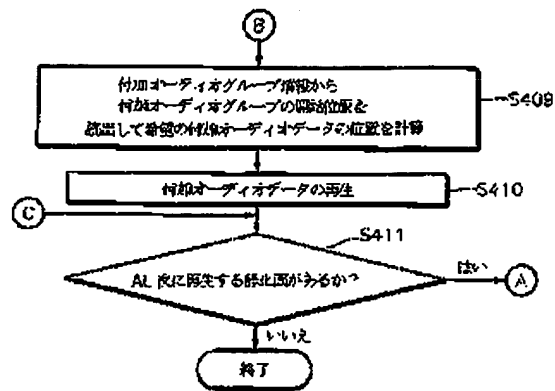 B
付加オーディオグループ情報から
付加オーディオグループの開始位置を
読出して希望の付加オーディオデータの位置を計算
S409
付加オーディオデータの再生
S410
C
S411
AL 次に再生する静止画があるか?
はい
A
いいえ
終了